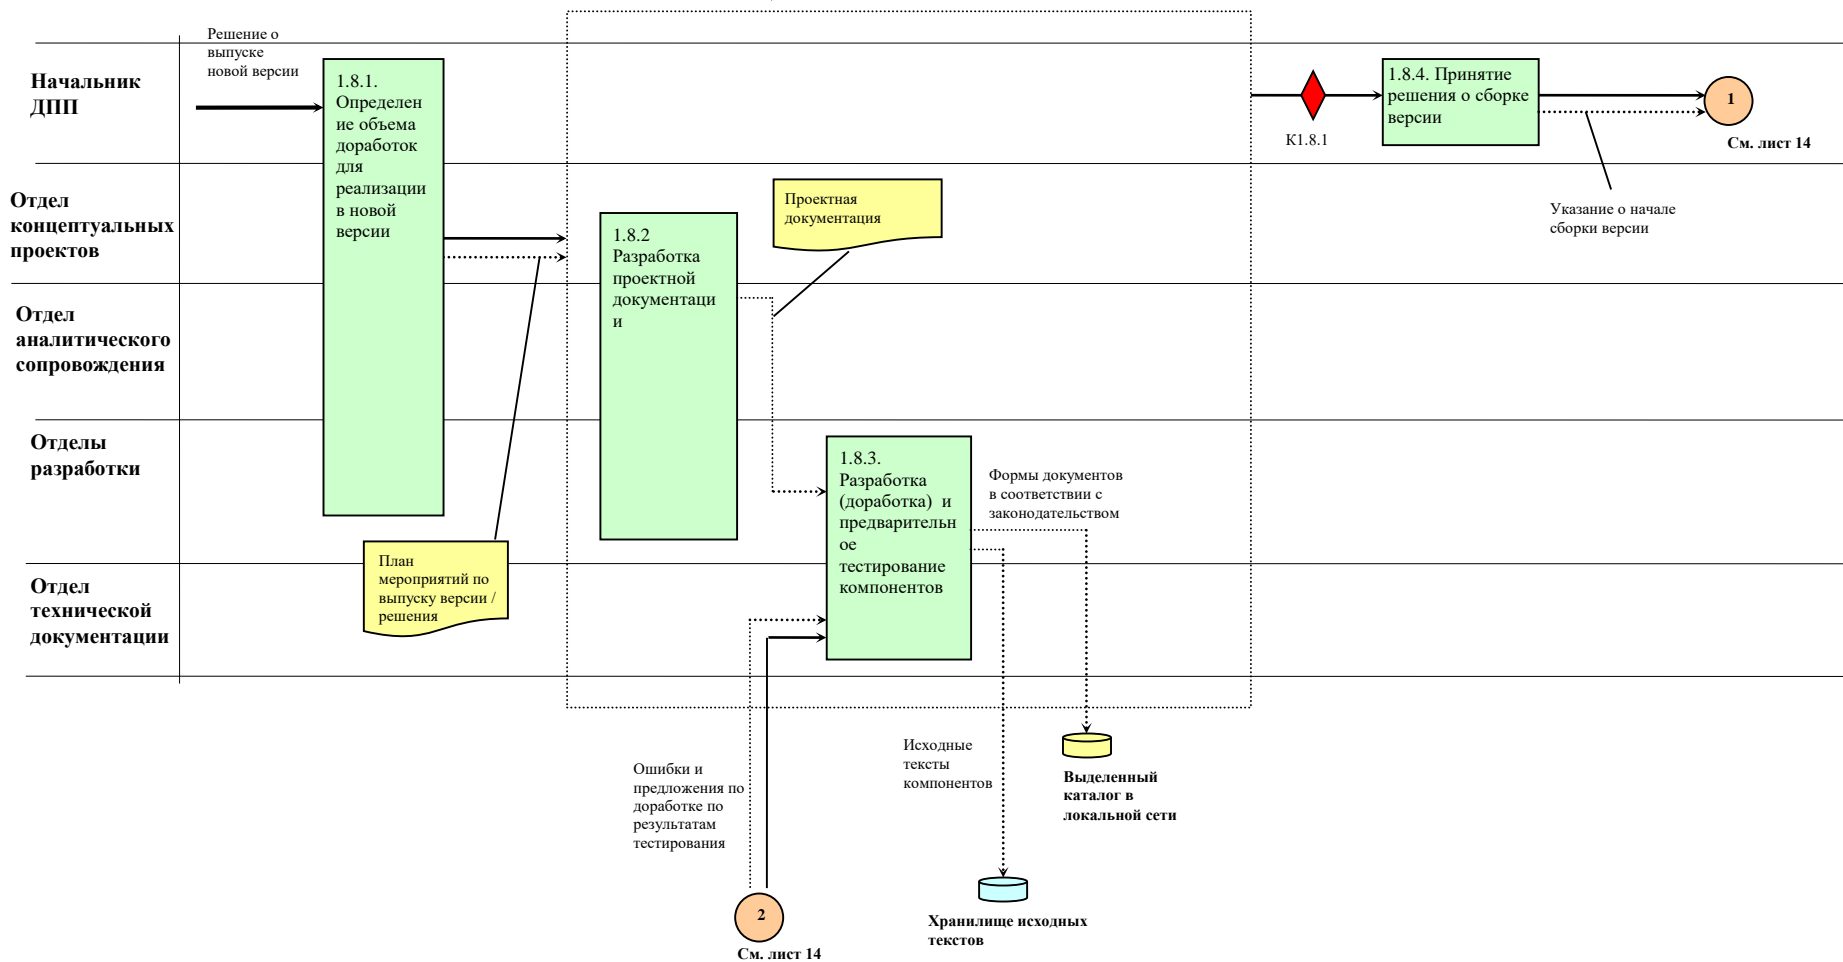 Решение о
выпуске
новой версии
Начальник
ДПП
1.8.1.
Определен
ие объема
доработок
для
реализации
в новой
версии
К1.8.1
1.8.4. Принятие
решения о сборке
версии
1
См. лист 14
Указание о начале
сборки версии
Отдел
концептуальных
проектов
1.8.2
Разработка
проектной
документаци
и
Проектная
документация
Отдел
аналитического
сопровождения
Отделы
разработки
1.8.3.
Разработка
(доработка) и
предварительн
ое
тестирование
компонентов
Формы документов
в соответствии с
законодательством
План
мероприятий по
выпуску версии /
решения
Отдел
технической
документации
Ошибки и
предложения по
доработке по
результатам
тестирования
Исходные
тексты
компонентов
Выделенный
каталог в
локальной сети
2
См. лист 14
Хранилище исходных
текстов